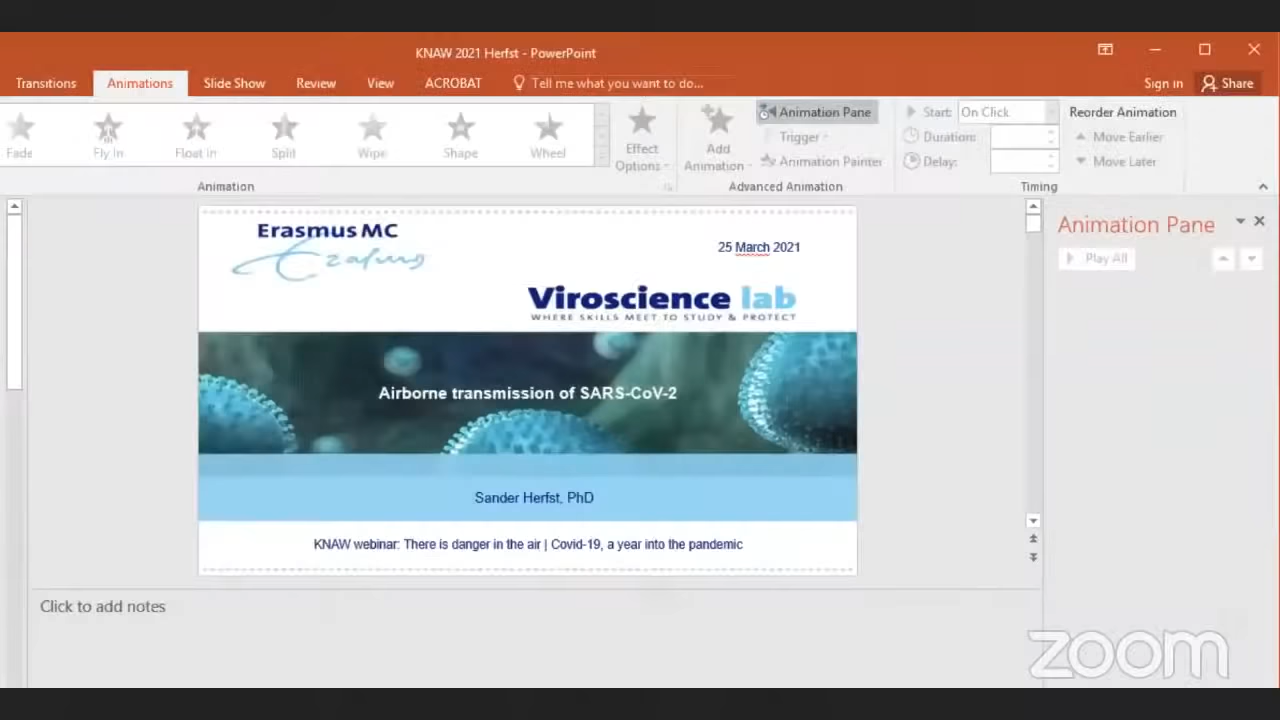 KNAW 2021 Herfst - PowerPoint
Transitions Animations Slide Show Review View ACROBAT Tell me what you want to do... Sign in Share
Fade Fly In Float In Split Wipe Shape Wheel
Effect Options
Add Animation
Animation Pane
Trigger
Animation Painter
Start: On Click
Duration:
Delay:
Reorder Animation
Move Earlier
Move Later
Animation Advanced Animation Timing
Erasmus MC
Erasmus
25 March 2021
Viroscience lab
WHERE SKILLS MEET TO STUDY & PROTECT
Airborne transmission of SARS-CoV-2
Sander Herfst, PhD
KNAW webinar: There is danger in the air | Covid-19, a year into the pandemic
Animation Pane
Play All
Click to add notes
zoom